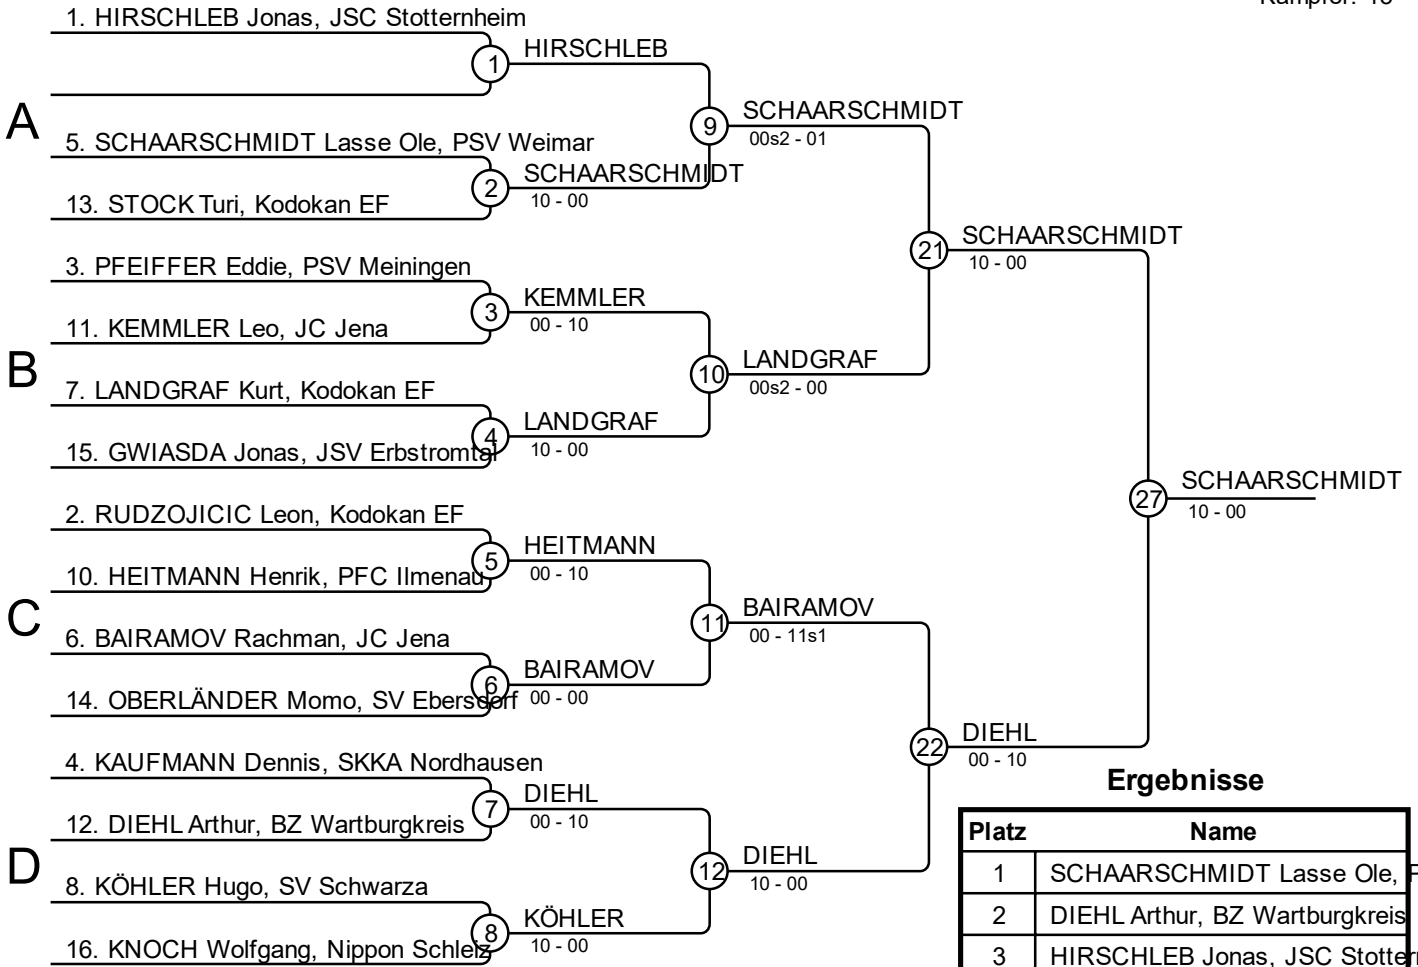 1. HIRSCHLEB Jonas, JSC Stotternheim
1 HIRSCHLEB
A
9 SCHAARSCHMIDT
00s2 - 01
5. SCHAARSCHMIDT Lasse Ole, PSV Weimar
2 SCHAARSCHMIDT
10 - 00
13. STOCK Turi, Kodokan EF
21 SCHAARSCHMIDT
10 - 00
3. PFEIFFER Eddie, PSV Meiningen
3 KEMMLER
00 - 10
11. KEMMLER Leo, JC Jena
B
10 LANDGRAF
00s2 - 00
7. LANDGRAF Kurt, Kodokan EF
4 LANDGRAF
10 - 00
15. GWIASDA Jonas, JSV Erbstromtal
27 SCHAARSCHMIDT
10 - 00
2. RUDZOJICIC Leon, Kodokan EF
5 HEITMANN
00 - 10
10. HEITMANN Henrik, PFC Ilmenau
C
11 BAIRAMOV
00 - 11s1
6. BAIRAMOV Rachman, JC Jena
6 BAIRAMOV
00 - 00
14. OBERLÄNDER Momo, SV Ebersdorf
22 DIEHL
00 - 10
4. KAUFMANN Dennis, SKKA Nordhausen
7 DIEHL
00 - 10
12. DIEHL Arthur, BZ Wartburgkreis
D
12 DIEHL
10 - 00
8. KÖHLER Hugo, SV Schwarza
8 KÖHLER
10 - 00
16. KNOCH Wolfgang, Nippon Schleiz
Ergebnisse
Platz Name
1 SCHAARSCHMIDT Lasse Ole,
2 DIEHL Arthur, BZ Wartburgkreis
3 HIRSCHLEB Jonas, JSC